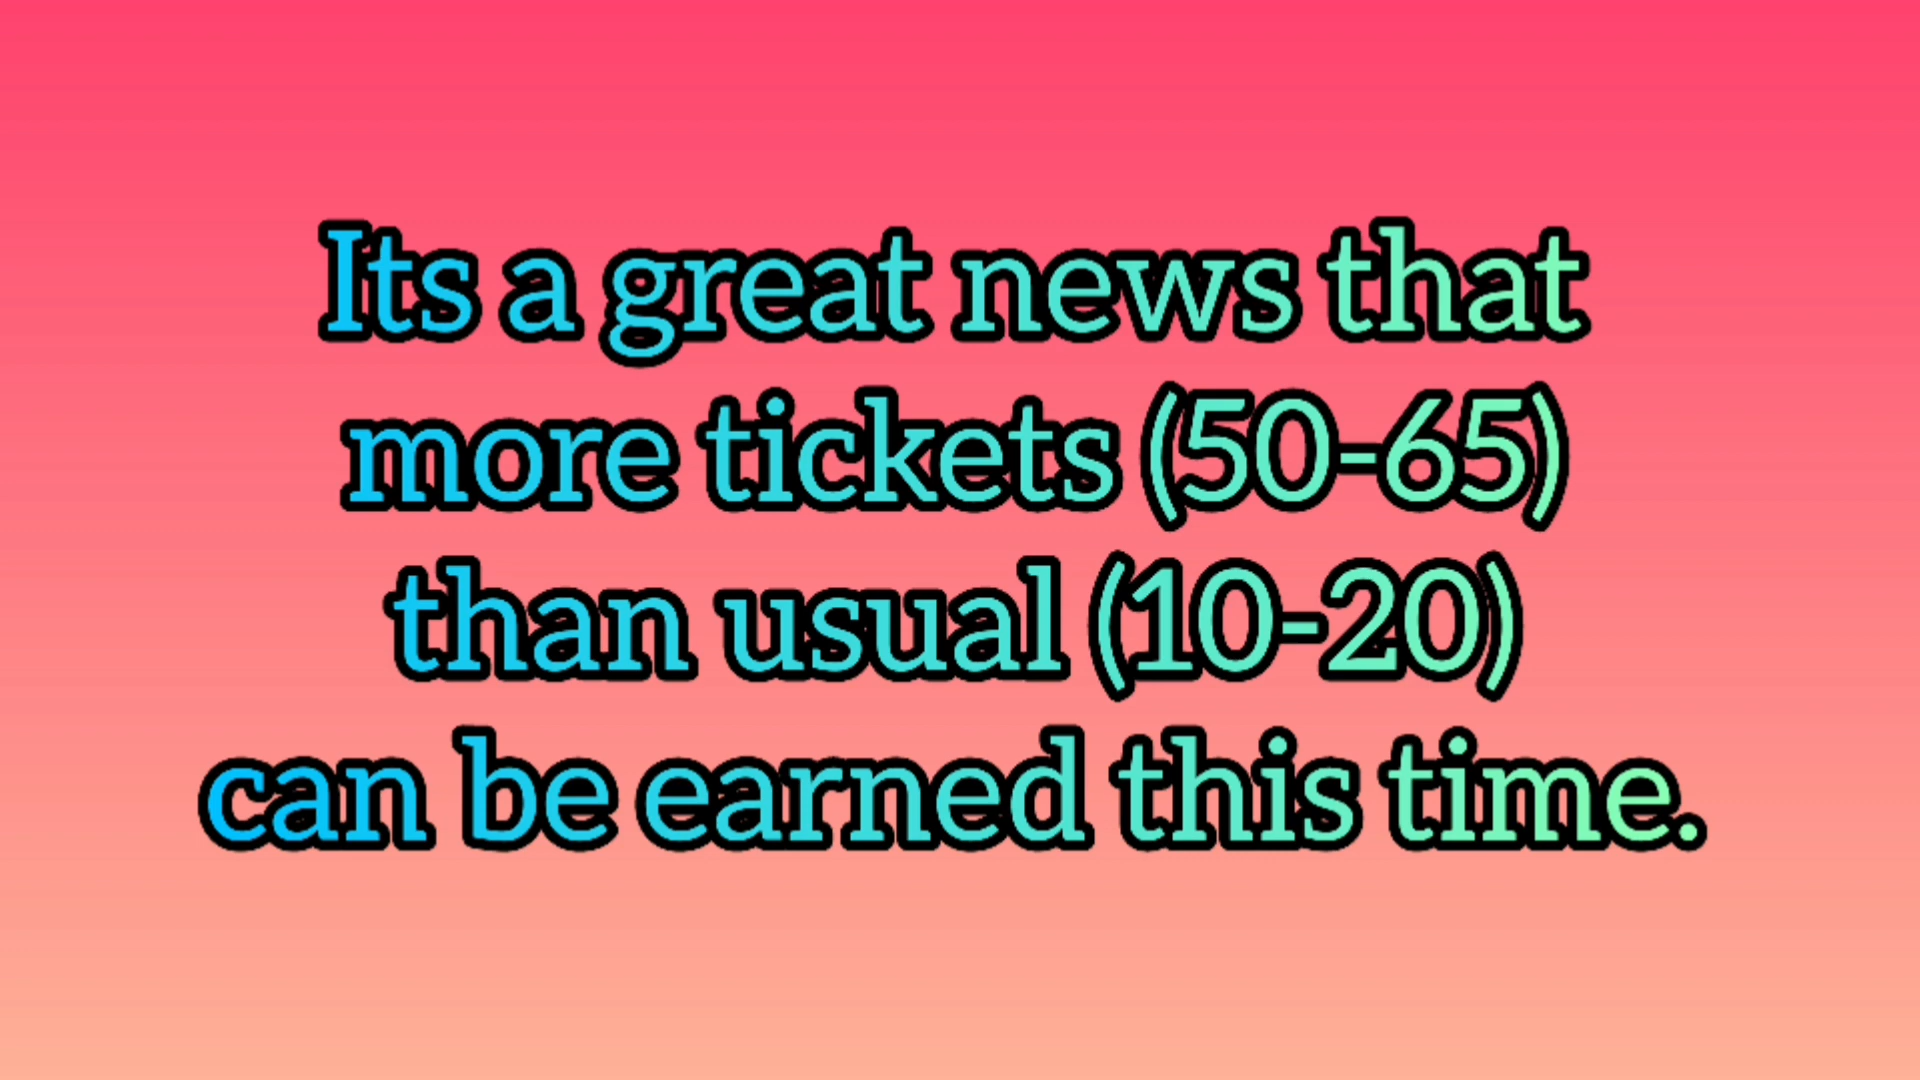 Its a great news that
more tickets (50-65)
than usual (10-20)
can be earned this time.